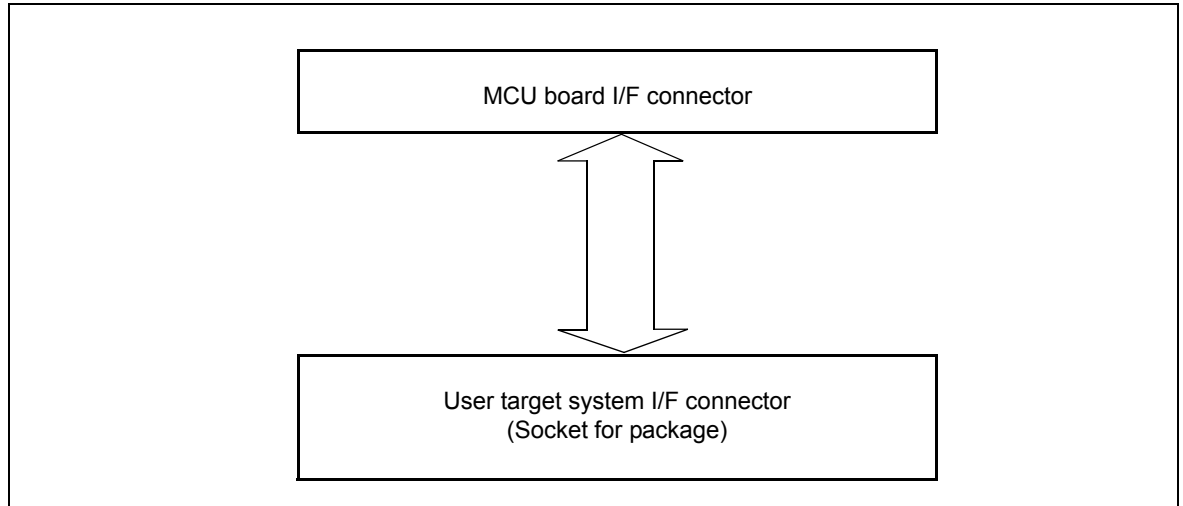 MCU board I/F connector
User target system I/F connector
(Socket for package)